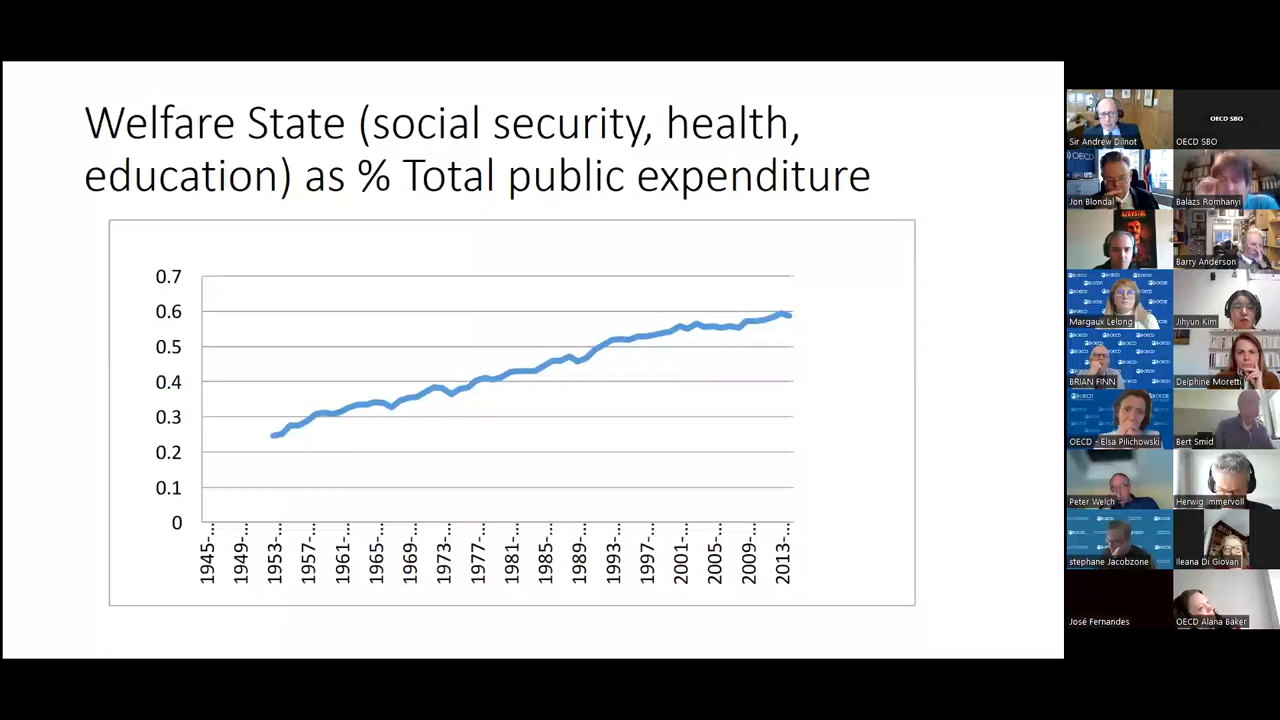 Welfare State (social security, health,
education) as % Total public expenditure
0.7
0.6
0.5
0.4
0.3
0.2
0.1
0
1945-...
1949-...
1953-...
1957-...
1961-...
1965-...
1969-...
1973-...
1977-...
1981-...
1985-...
1989-...
1993-...
1997-...
2001-...
2005-...
2009-...
2013-...
Sir Andrew Dilnot
OECD SBO
OECD SBO
OECD
Jon Blondal
Balazs Romhanyi
AZOVSTAL
Barry Anderson
Margaux Lelong
Jihyun Kim
BRIAN FINN
Delphine Moretti
OECD - Elsa Pilichowski
Bert Smid
Peter Welch
Herwig Immervoll
stephane Jacobzone
Ileana Di Giovan
José Fernandes
OECD Alana Baker